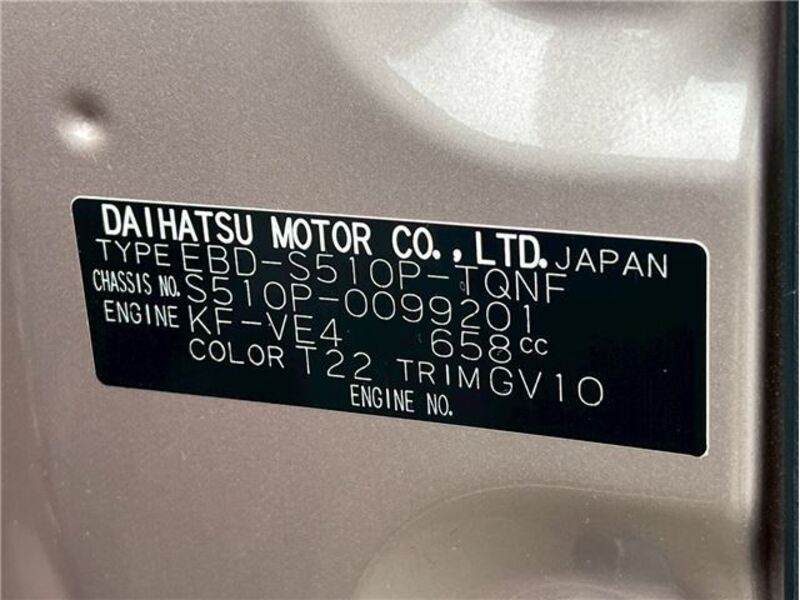 DAIHATSU MOTOR CO., LTD. JAPAN
TYPE EBD-S510P-TQNF
CHASSIS NO. S510P-0099201
ENGINE KF-VE4 658cc
COLOR T22 TRIM GV10
ENGINE NO.